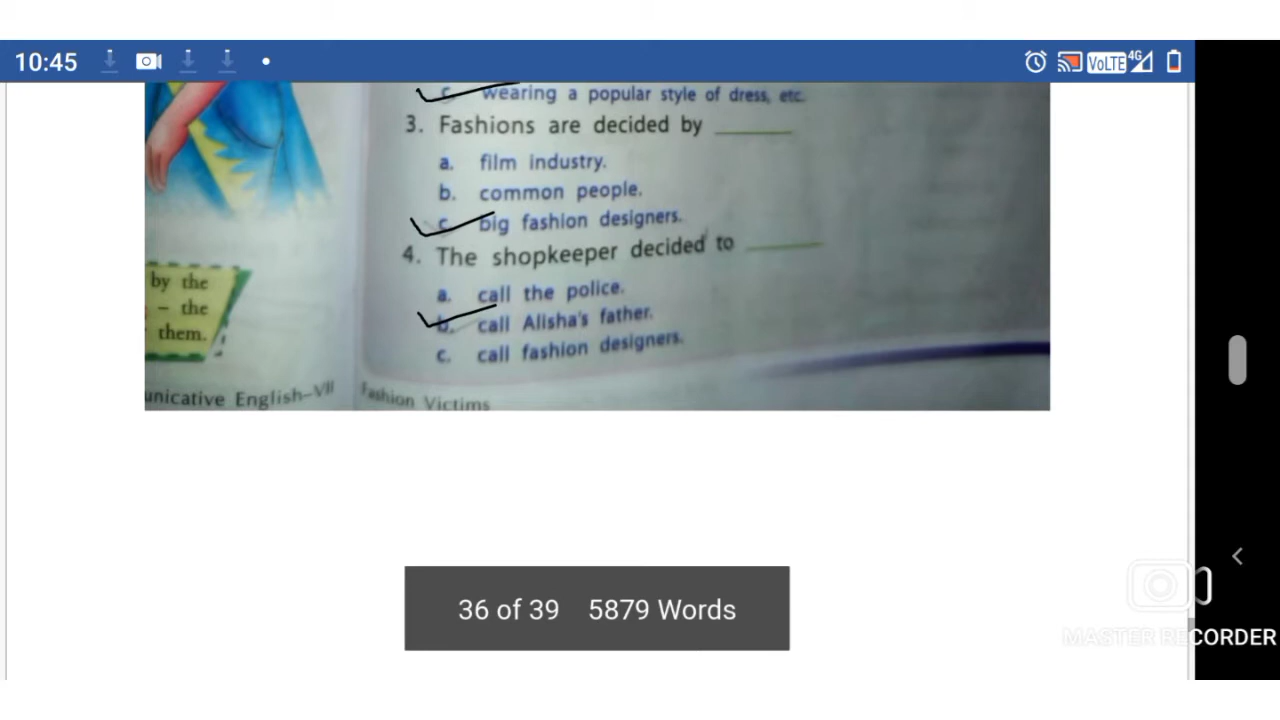 10:45
VoLTE 4G
c. wearing a popular style of dress, etc.
3. Fashions are decided by ______
a. film industry.
b. common people.
c. big fashion designers.
4. The shopkeeper decided to ______
a. call the police.
b. call Alisha's father.
c. call fashion designers.
by the
– the
them.
unicative English–VII
Fashion Victims
36 of 39 5879 Words
MASTER RECORDER